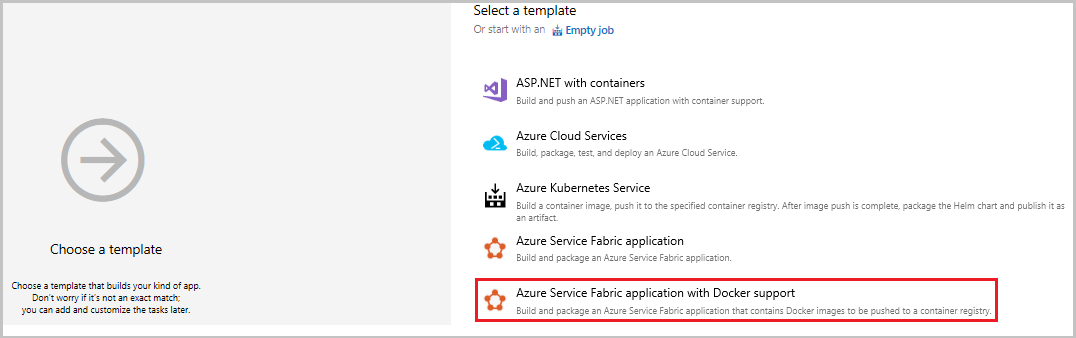 Choose a template
Choose a template that builds your kind of app.
Don't worry if it's not an exact match;
you can add and customize the tasks later.
Select a template
Or start with an Empty job
ASP.NET with containers
Build and push an ASP.NET application with container support.
Azure Cloud Services
Build, package, test, and deploy an Azure Cloud Service.
Azure Kubernetes Service
Build a container image, push it to the specified container registry. After image push is complete, package the Helm chart and publish it as
an artifact.
Azure Service Fabric application
Build and package an Azure Service Fabric application.
Azure Service Fabric application with Docker support
Build and package an Azure Service Fabric application that contains Docker images to be pushed to a container registry.